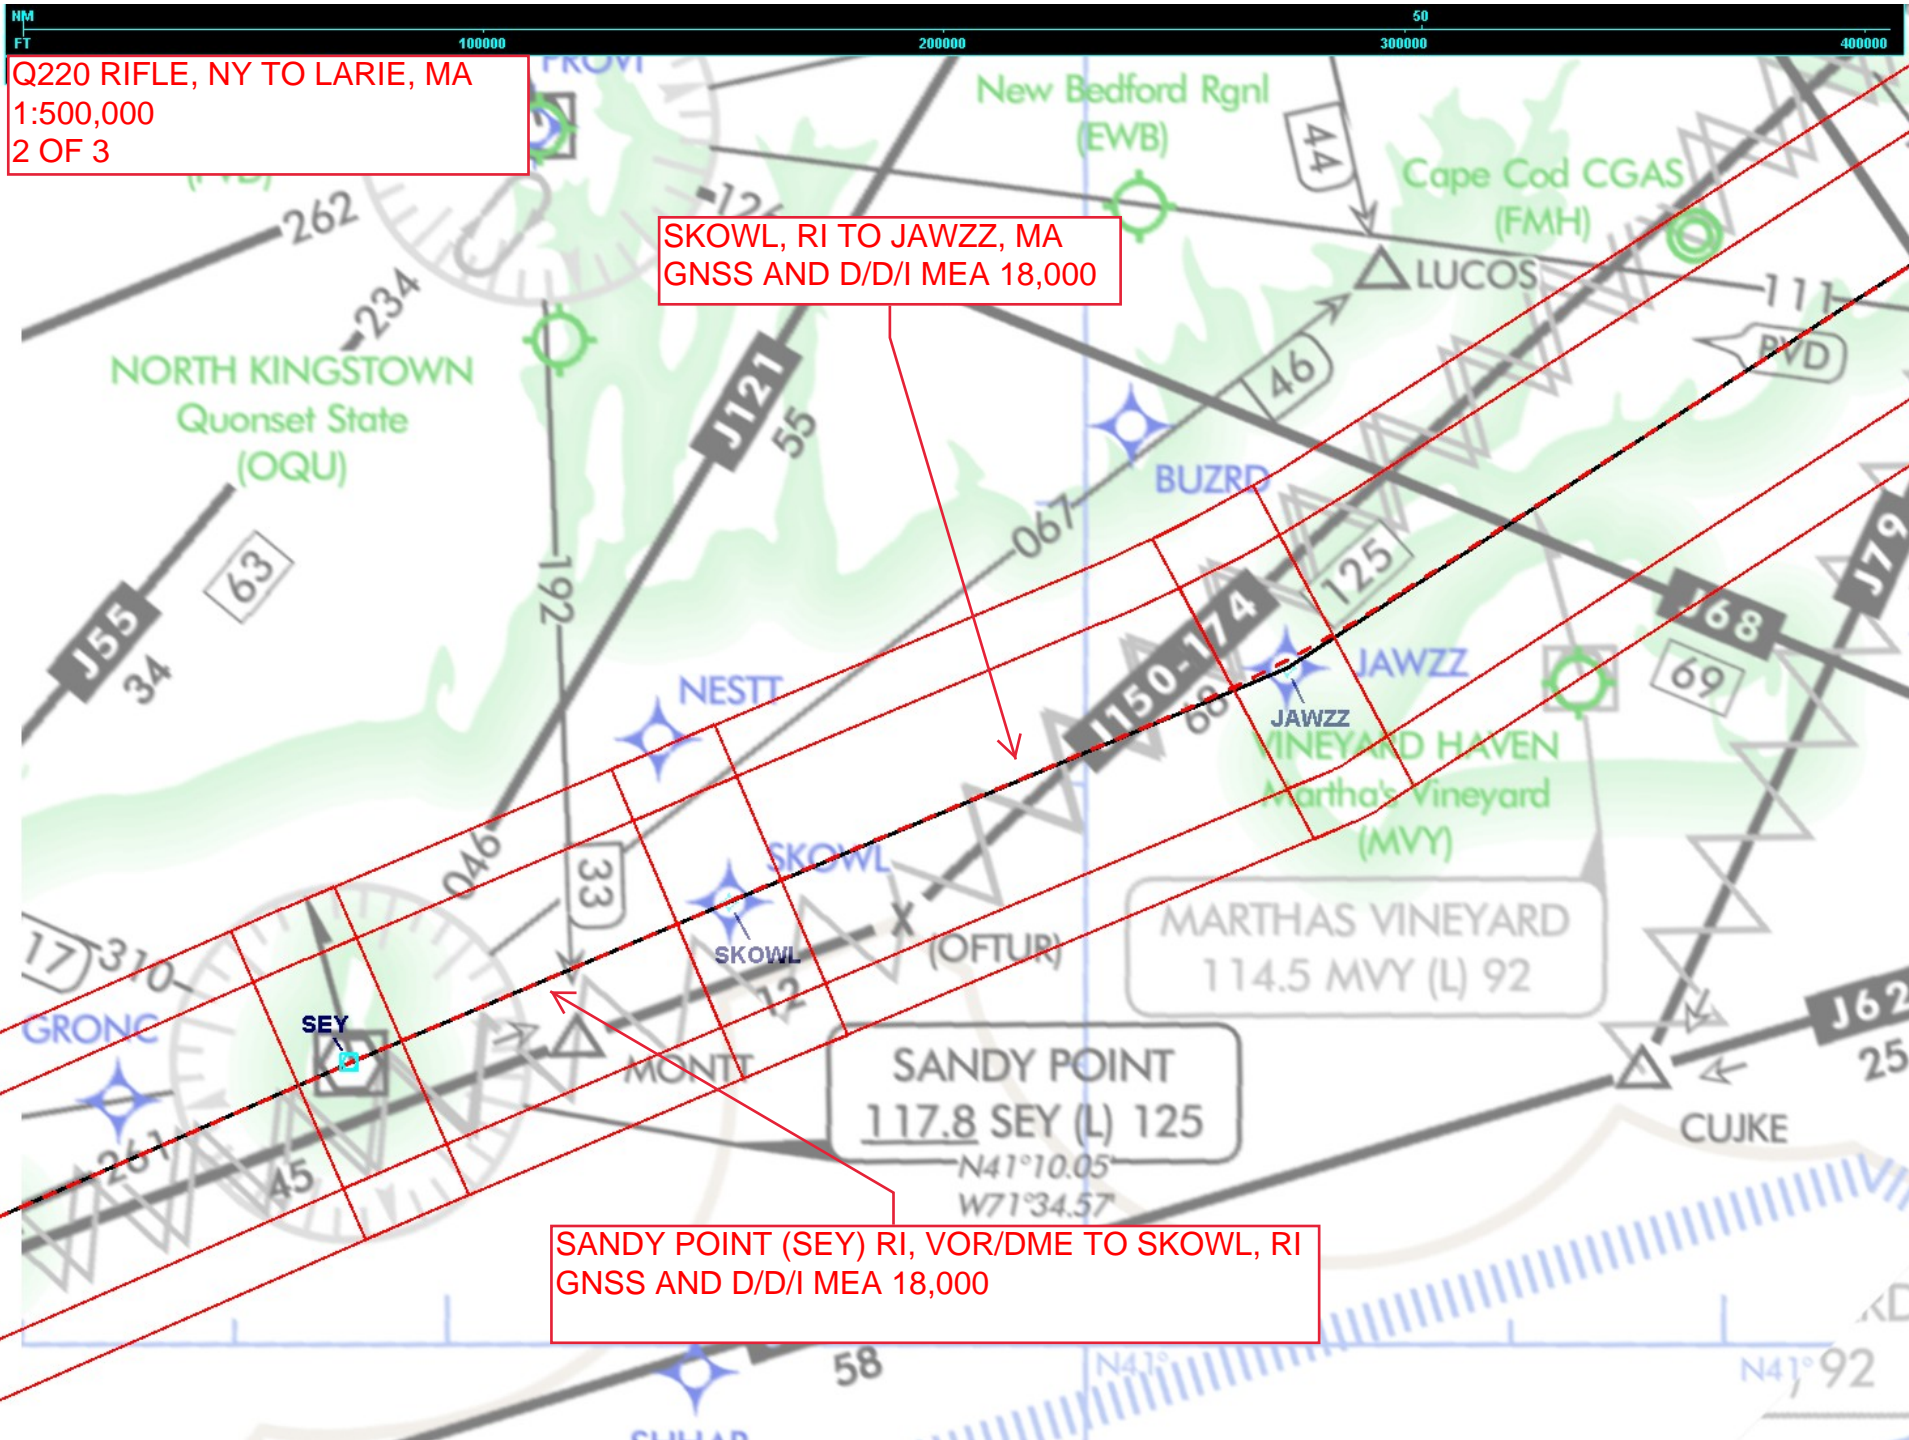 NM
50
FT
100000
200000
300000
400000
Q220 RIFLE, NY TO LARIE, MA
1:500,000
2 OF 3
PROVI
(PVD)
262
234
126
New Bedford Rgnl
(EWB)
44
Cape Cod CGAS
(FMH)
SKOWL, RI TO JAWZZ, MA
GNSS AND D/D/I MEA 18,000
LUCOS
111
PVD
NORTH KINGSTOWN
Quonset State
(OQU)
J121
55
46
BUZRD
067
63
192
125
J79
J55
34
J150-174
68
J68
69
NESTT
JAWZZ
JAWZZ
VINEYARD HAVEN
Martha's Vineyard
(MVY)
046
33
SKOWL
SKOWL
X
(OFTUR)
12
MARTHAS VINEYARD
114.5 MVY (L) 92
17
310
GRONC
SEY
MONTT
J62
25
SANDY POINT
117.8 SEY (L) 125
N41°10.05'
W71°34.57'
CUJKE
261
45
SANDY POINT (SEY) RI, VOR/DME TO SKOWL, RI
GNSS AND D/D/I MEA 18,000
58
N41°
N41°
92